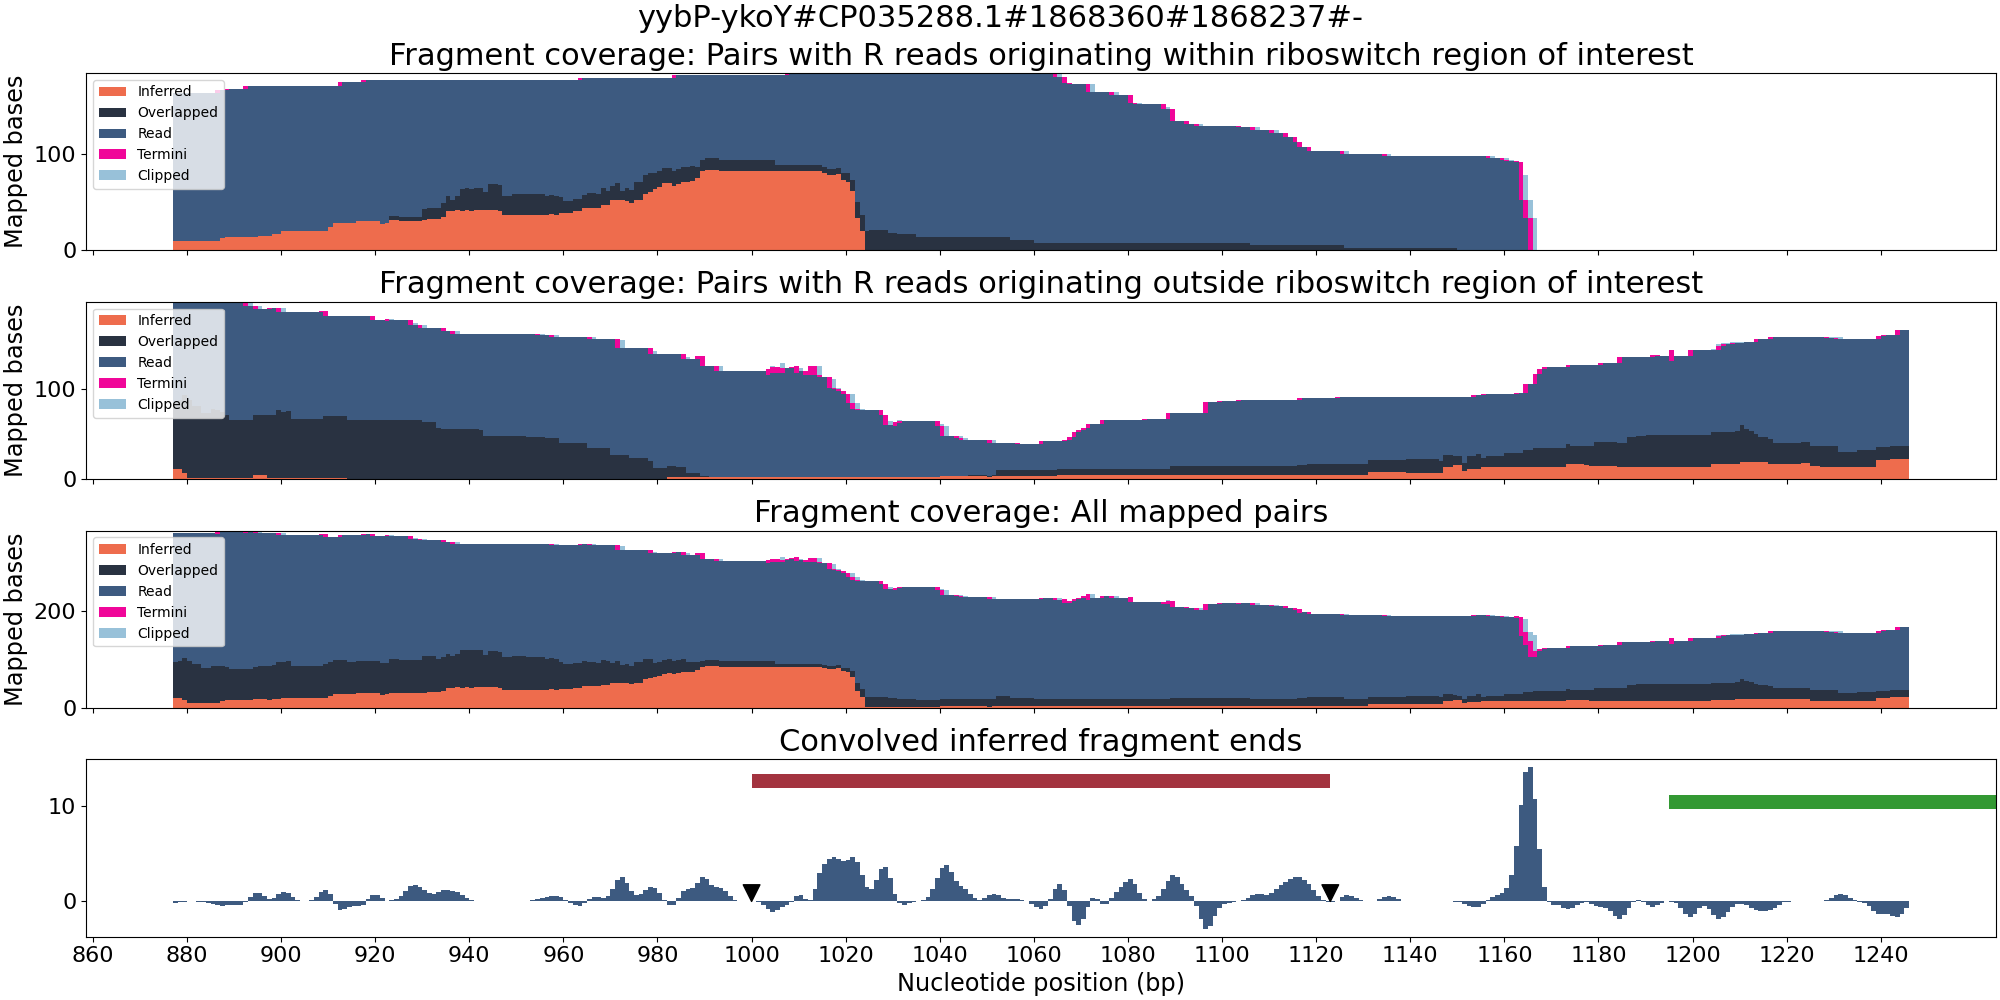 yybP-ykoY#CP035288.1#1868360#1868237#-
Fragment coverage: Pairs with R reads originating within riboswitch region of interest
Mapped bases
100
0
Inferred
Overlapped
Read
Termini
Clipped
Fragment coverage: Pairs with R reads originating outside riboswitch region of interest
Mapped bases
100
0
Inferred
Overlapped
Read
Termini
Clipped
Fragment coverage: All mapped pairs
Mapped bases
200
0
Inferred
Overlapped
Read
Termini
Clipped
Convolved inferred fragment ends
10
0
860 880 900 920 940 960 980 1000 1020 1040 1060 1080 1100 1120 1140 1160 1180 1200 1220 1240
Nucleotide position (bp)